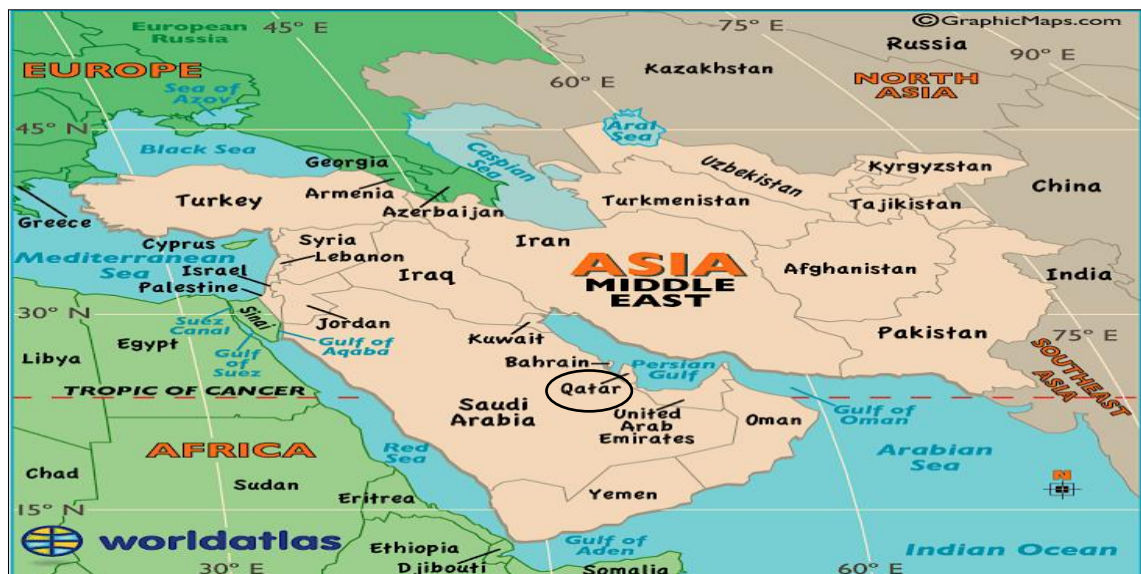 ©GraphicMaps.com
European
Russia
45° E
75° E
Russia
90° E
EUROPE
Sea of
Azov
60° E
Kazakhstan
NORTH
ASIA
45° N
Black Sea
Aral
Sea
Caspian
Sea
Georgia
Uzbekistan
Kyrgyzstan
Armenia
China
Turkey
Azerbaijan
Turkmenistan
Tajikistan
Greece
Cyprus
Syria
Iran
Mediterranean
Sea
Lebanon
Israel
Iraq
ASIA
MIDDLE
EAST
Afghanistan
India
Palestine
30° N
Sinai
Suez
Canal
Jordan
Gulf of
Aqaba
Kuwait
Pakistan
75° E
Egypt
Libya
Gulf
of
Suez
Bahrain
Persian
Gulf
SOUTHEAST
ASIA
TROPIC OF CANCER
Qatar
Saudi
Arabia
United
Arab
Emirates
Oman
Gulf of
Oman
AFRICA
Red
Sea
Arabian
Sea
Chad
Sudan
Eritrea
Yemen
N
15° N
worldatlas
Ethiopia
Gulf of
Aden
Indian Ocean
30° E
Djibouti
Somalia
60° E